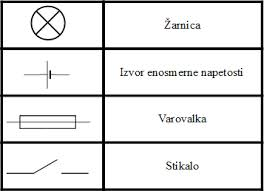 Žarnica
Izvor enosmerne napetosti
Varovalka
Stikalo